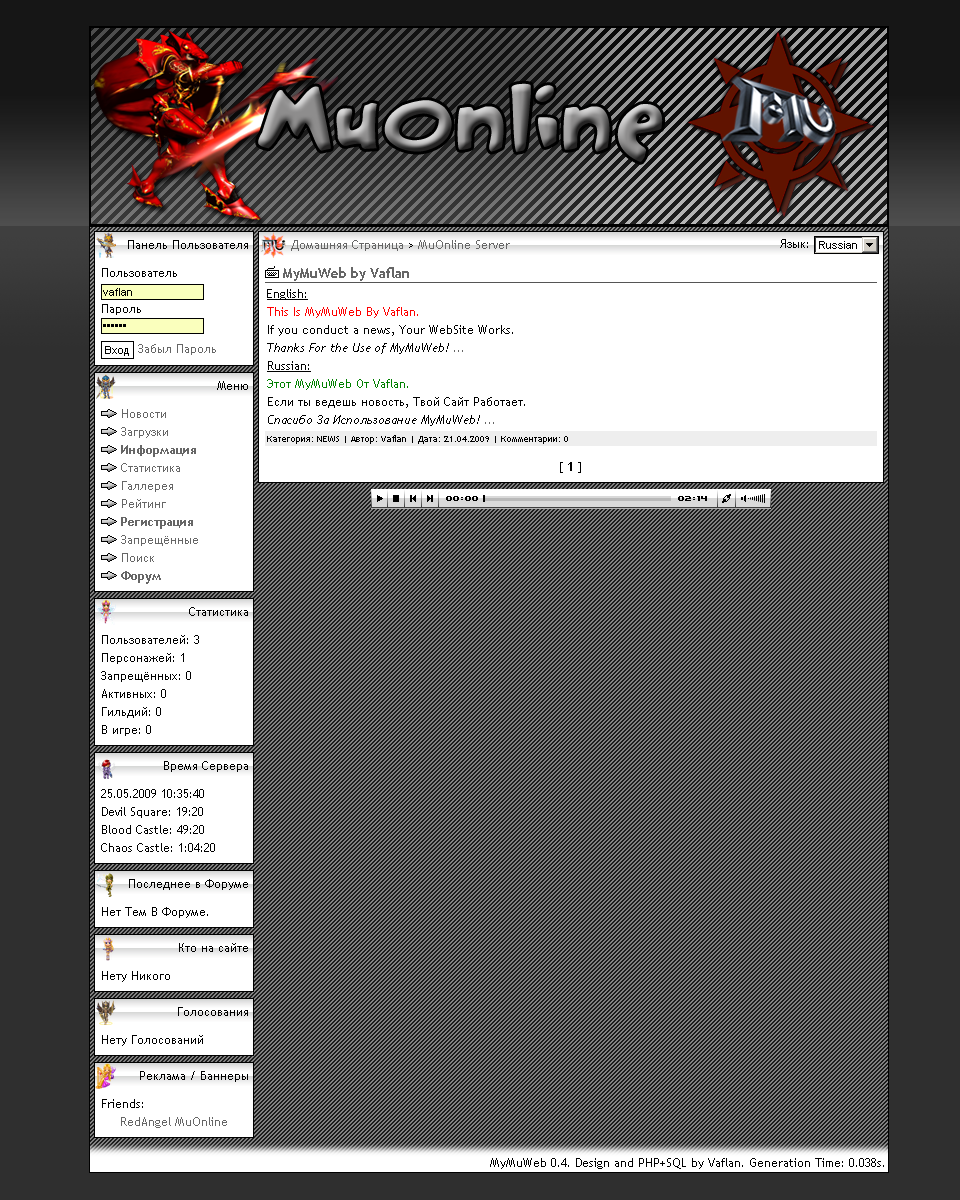 MuOnline
MU
Панель Пользователя
Пользователь
vaflan
Пароль
••••••
Вход Забыл Пароль
Меню
Новости
Загрузки
Информация
Статистика
Галлерея
Рейтинг
Регистрация
Запрещённые
Поиск
Форум
Статистика
Пользователей: 3
Персонажей: 1
Запрещённых: 0
Активных: 0
Гильдий: 0
В игре: 0
Время Сервера
25.05.2009 10:35:40
Devil Square: 19:20
Blood Castle: 49:20
Chaos Castle: 1:04:20
Последнее в Форуме
Нет Тем В Форуме.
Кто на сайте
Нету Никого
Голосования
Нету Голосований
Реклама / Баннеры
Friends:
RedAngel MuOnline
MU Домашняя Страница > MuOnline Server Язык: Russian
MyMuWeb by Vaflan
English:
This Is MyMuWeb By Vaflan.
If you conduct a news, Your WebSite Works.
Thanks For the Use of MyMuWeb! ...
Russian:
Этот MyMuWeb От Vaflan.
Если ты ведешь новость, Твой Сайт Работает.
Спасибо За Использование MyMuWeb! ...
Категория: NEWS | Автор: Vaflan | Дата: 21.04.2009 | Комментарии: 0
[ 1 ]
00:00 02:14
MyMuWeb 0.4. Design and PHP+SQL by Vaflan. Generation Time: 0.038s.